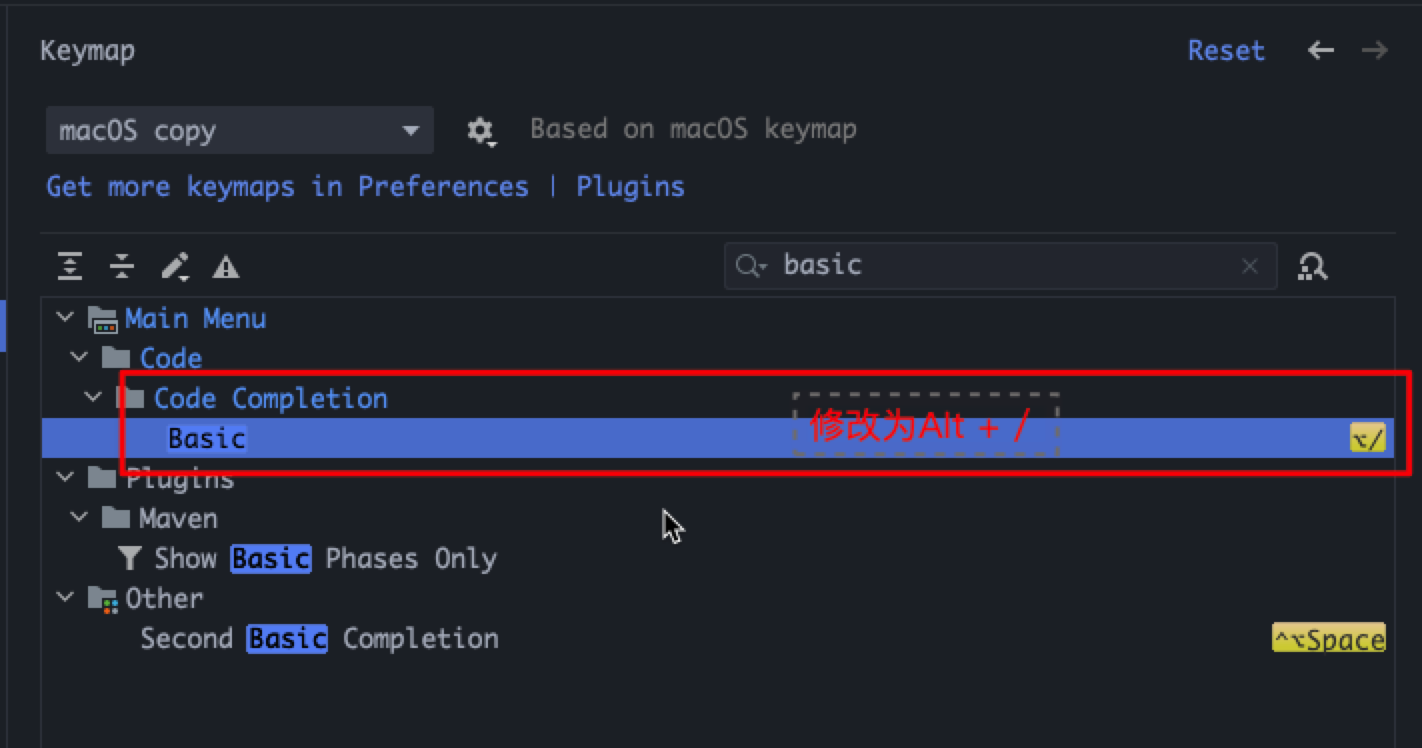 Keymap
Reset
macOS copy
Based on macOS keymap
Get more keymaps in Preferences | Plugins
basic
Main Menu
Code
Code Completion
修改为Alt + /
Basic ⌥/
Plugins
Maven
Show Basic Phases Only
Other
Second Basic Completion ^⌥Space